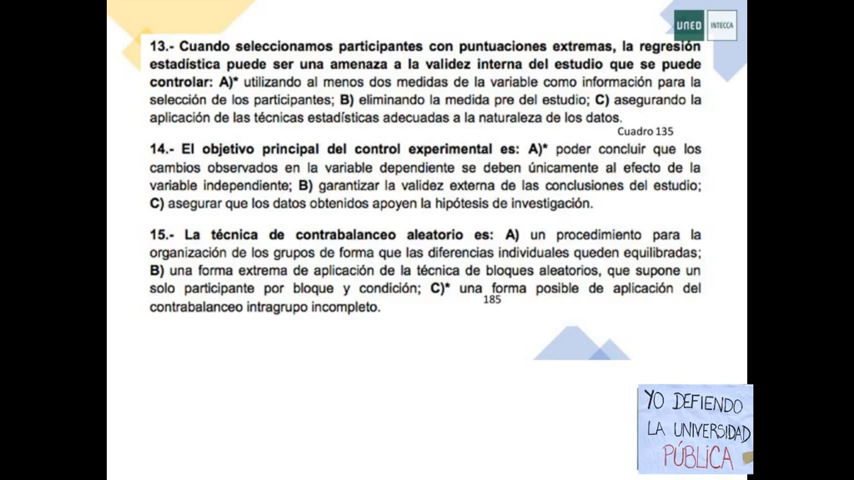 UNED
INTECCA
13.- Cuando seleccionamos participantes con puntuaciones extremas, la regresión
estadística puede ser una amenaza a la validez interna del estudio que se puede
controlar: A)* utilizando al menos dos medidas de la variable como información para la
selección de los participantes; B) eliminando la medida pre del estudio; C) asegurando la
aplicación de las técnicas estadísticas adecuadas a la naturaleza de los datos.
Cuadro 135
14.- El objetivo principal del control experimental es: A)* poder concluir que los
cambios observados en la variable dependiente se deben únicamente al efecto de la
variable independiente; B) garantizar la validez externa de las conclusiones del estudio;
C) asegurar que los datos obtenidos apoyen la hipótesis de investigación.
15.- La técnica de contrabalanceo aleatorio es: A) un procedimiento para la
organización de los grupos de forma que las diferencias individuales queden equilibradas;
B) una forma extrema de aplicación de la técnica de bloques aleatorios, que supone un
solo participante por bloque y condición; C)* una forma posible de aplicación del
185
contrabalanceo intragrupo incompleto.
YO DEFIENDO
LA UNIVERSIDAD
PÚBLICA